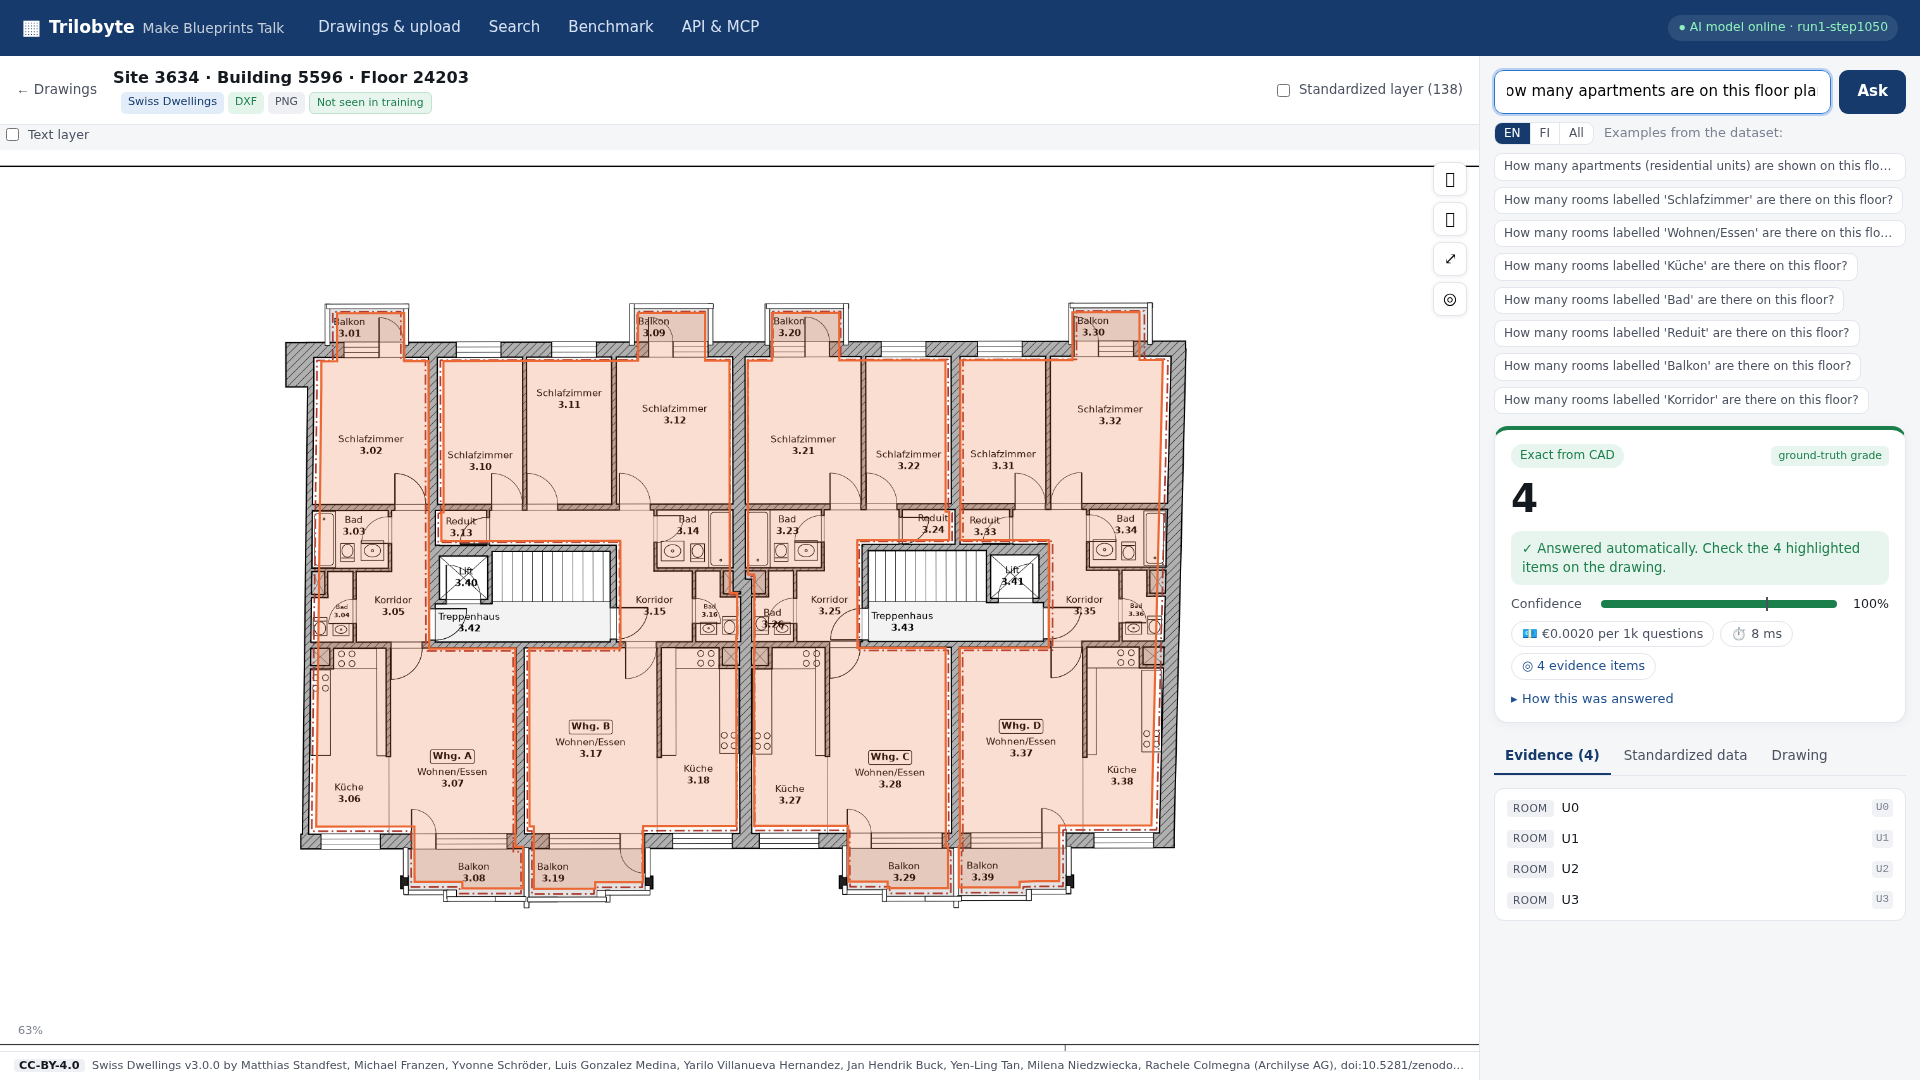 Trilobyte Make Blueprints Talk Drawings & upload Search Benchmark API & MCP ● AI model online · run1-step1050
← Drawings
Site 3634 · Building 5596 · Floor 24203
Swiss Dwellings DXF PNG Not seen in training
Standardized layer (138)
Text layer
ow many apartments are on this floor pla
Ask
EN FI All Examples from the dataset:
How many apartments (residential units) are shown on this flo...
How many rooms labelled 'Schlafzimmer' are there on this floor?
How many rooms labelled 'Wohnen/Essen' are there on this flo...
How many rooms labelled 'Küche' are there on this floor?
How many rooms labelled 'Bad' are there on this floor?
How many rooms labelled 'Reduit' are there on this floor?
How many rooms labelled 'Balkon' are there on this floor?
How many rooms labelled 'Korridor' are there on this floor?
Exact from CAD
ground-truth grade
4
✓ Answered automatically. Check the 4 highlighted
items on the drawing.
Confidence 100%
€0.0020 per 1k questions 8 ms
◎ 4 evidence items
▸ How this was answered
Evidence (4) Standardized data Drawing
ROOM U0 U0
ROOM U1 U1
ROOM U2 U2
ROOM U3 U3
Balkon
3.01
Balkon
3.09
Balkon
3.20
Balkon
3.30
Schlafzimmer
3.02
Schlafzimmer
3.10
Schlafzimmer
3.11
Schlafzimmer
3.12
Schlafzimmer
3.21
Schlafzimmer
3.22
Schlafzimmer
3.31
Schlafzimmer
3.32
Bad
3.03
Reduit
3.13
Bad
3.14
Bad
3.23
Reduit
3.24
Reduit
3.33
Bad
3.34
Lift
3.40
Lift
3.41
Bad
3.04
Korridor
3.05
Treppenhaus
3.42
Korridor
3.15
Bad
3.16
Bad
3.26
Korridor
3.25
Treppenhaus
3.43
Korridor
3.35
Bad
3.36
Küche
3.06
Whg. A
Wohnen/Essen
3.07
Whg. B
Wohnen/Essen
3.17
Küche
3.18
Küche
3.27
Whg. C
Wohnen/Essen
3.28
Whg. D
Wohnen/Essen
3.37
Küche
3.38
Balkon
3.08
Balkon
3.19
Balkon
3.29
Balkon
3.39
63%
CC-BY-4.0 Swiss Dwellings v3.0.0 by Matthias Standfest, Michael Franzen, Yvonne Schröder, Luis Gonzalez Medina, Yarilo Villanueva Hernandez, Jan Hendrik Buck, Yen-Ling Tan, Milena Niedzwiecka, Rachele Colmegna (Archilyse AG), doi:10.5281/zenodo...